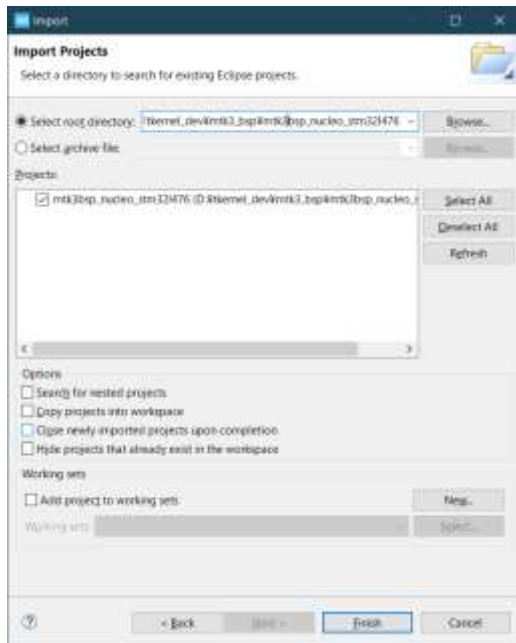 Import
Import Projects
Select a directory to search for existing Eclipse projects.
Select root directory:
Browse...
Select archive file:
Browse...
Projects:
mtk3bsp_nucleo_stm32l476
Select All
Deselect All
Refresh
Options
Search for nested projects
Copy projects into workspace
Close newly imported projects upon completion
Hide projects that already exist in the workspace
Working sets
Add project to working sets
New...
Working sets:
Select...
?
< Back
Next >
Finish
Cancel